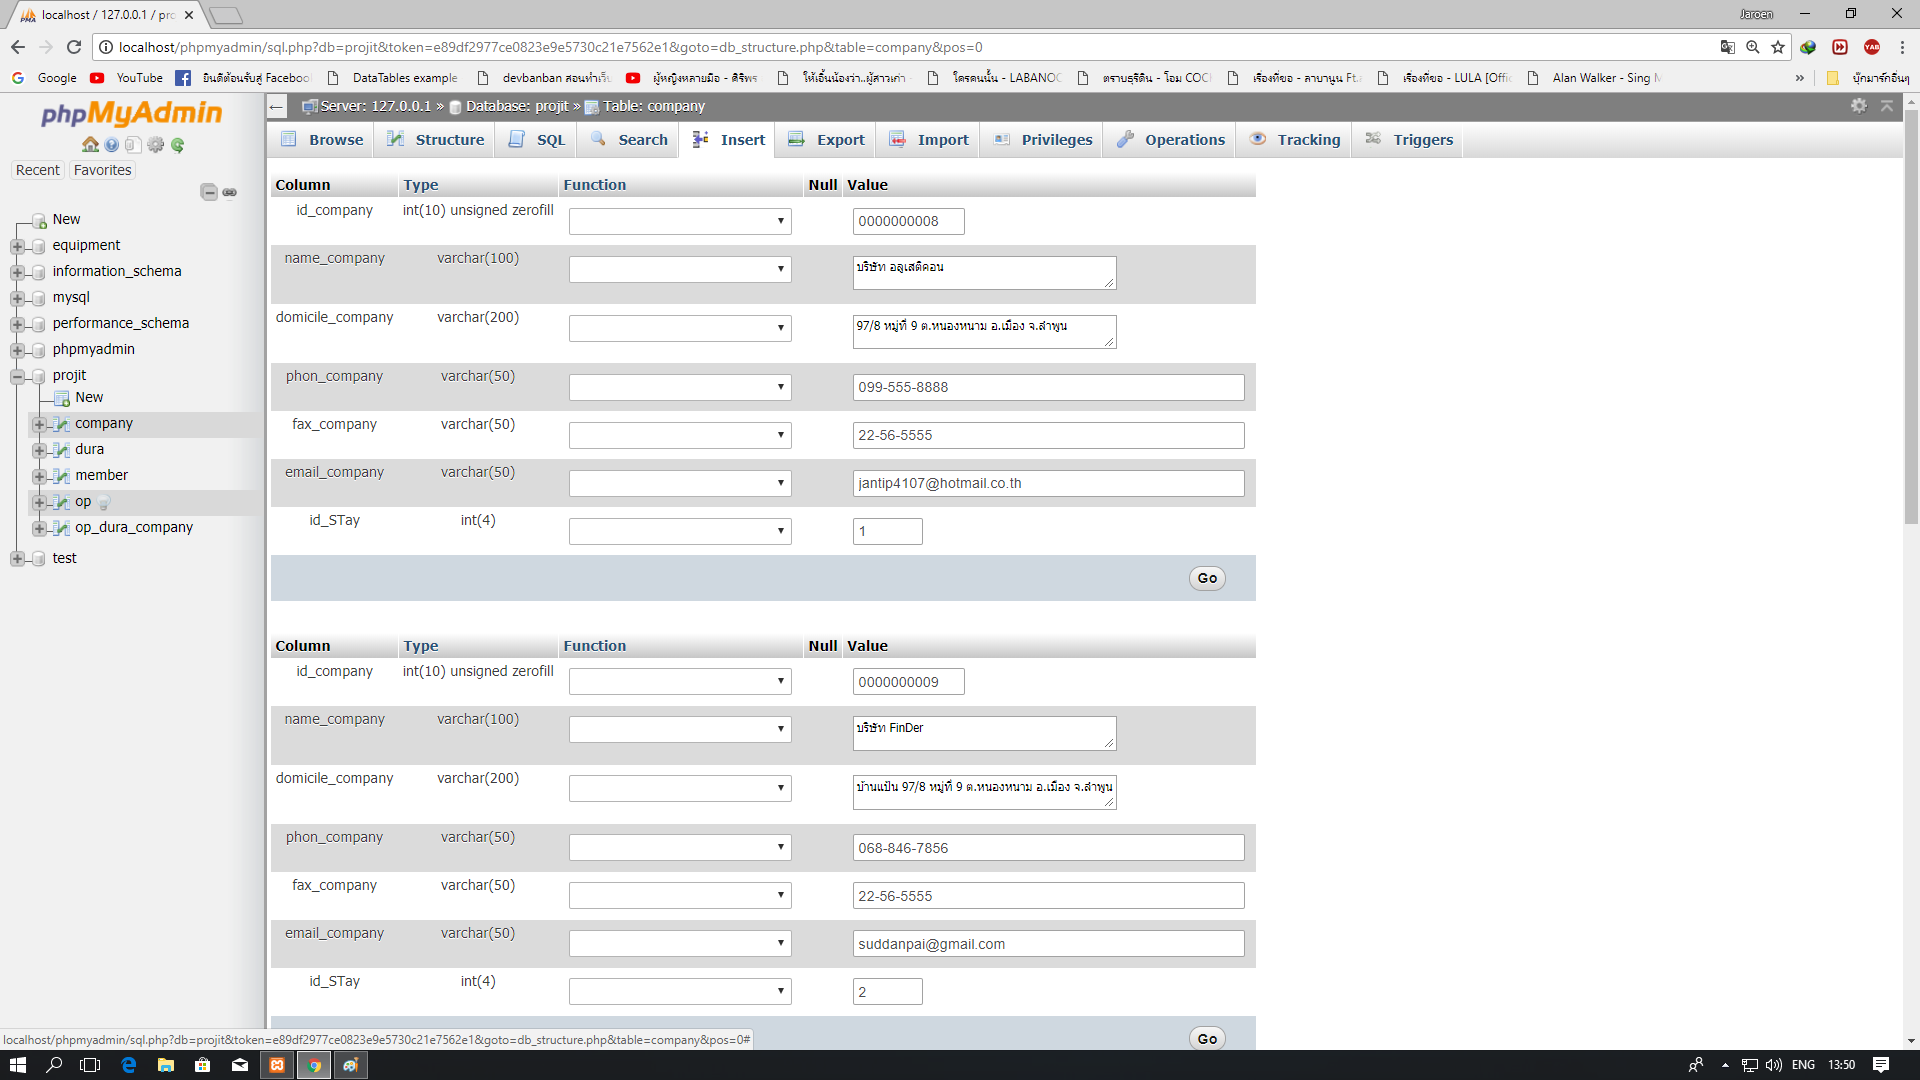 localhost / 127.0.0.1 / pro
Jaroen
localhost/phpmyadmin/sql.php?db=projit&token=e89df2977ce0823e9e5730c21e7562e1&goto=db_structure.php&table=company&pos=0
Google YouTube ยินดีต้อนรับสู่ Faceboo DataTables example devbanban สอนทำเว็บ ผู้หญิงหลายมือ - ศิริพร ให้เอิ้นน้องว่า..ผู้สาวเก่า - ใครคนนั้น - LABANOO ตราบธุรีดิน - โอม COC เรื่องที่ขอ - ลาบานูน Ft. เรื่องที่ขอ - LULA [Offic Alan Walker - Sing M » บุ๊กมาร์กอื่นๆ
phpMyAdmin
Recent Favorites
New
equipment
information_schema
mysql
performance_schema
phpmyadmin
projit
New
company
dura
member
op
op_dura_company
test
Server: 127.0.0.1 » Database: projit » Table: company
Browse Structure SQL Search Insert Export Import Privileges Operations Tracking Triggers
Column Type Function Null Value
id_company int(10) unsigned zerofill 0000000008
name_company varchar(100) บริษัท อลูเสติคอน
domicile_company varchar(200) 97/8 หมู่ที่ 9 ต.หนองหนาม อ.เมือง จ.ลำพูน
phon_company varchar(50) 099-555-8888
fax_company varchar(50) 22-56-5555
email_company varchar(50) jantip4107@hotmail.co.th
id_STay int(4) 1
Go
Column Type Function Null Value
id_company int(10) unsigned zerofill 0000000009
name_company varchar(100) บริษัท FinDer
domicile_company varchar(200) บ้านแป้น 97/8 หมู่ที่ 9 ต.หนองหนาม อ.เมือง จ.ลำพูน
phon_company varchar(50) 068-846-7856
fax_company varchar(50) 22-56-5555
email_company varchar(50) suddanpai@gmail.com
id_STay int(4) 2
Go
localhost/phpmyadmin/sql.php?db=projit&token=e89df2977ce0823e9e5730c21e7562e1&goto=db_structure.php&table=company&pos=0#
ENG 13:50